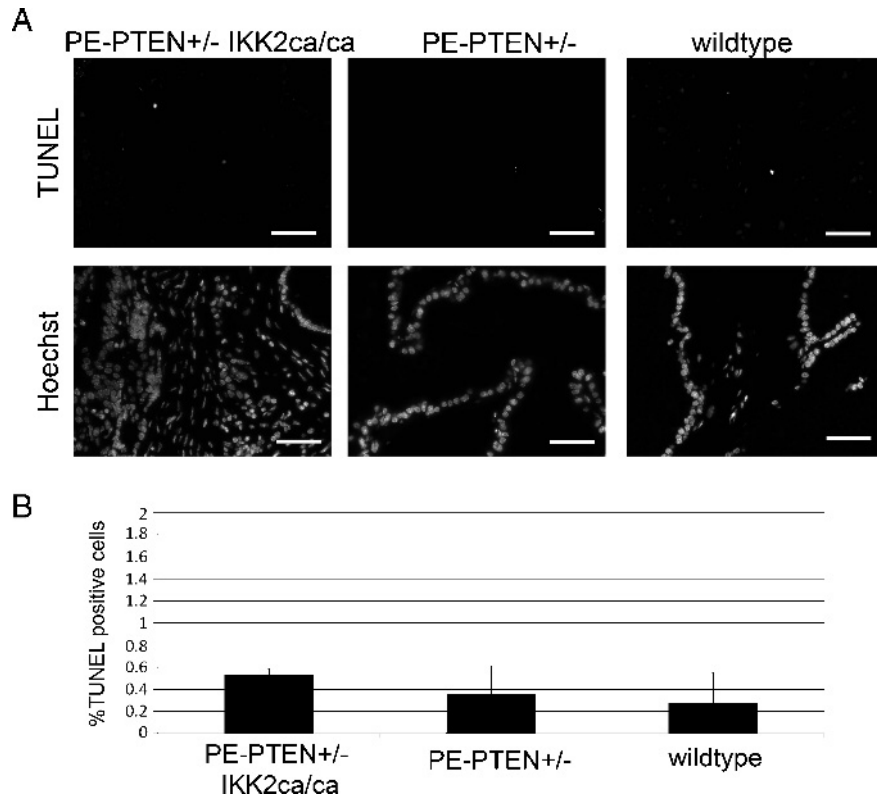 A
PE-PTEN+/- IKK2ca/ca
PE-PTEN+/-
wildtype
TUNEL
Hoechst
B
%TUNEL positive cells
2
1.8
1.6
1.4
1.2
1
0.8
0.6
0.4
0.2
0
PE-PTEN+/-
IKK2ca/ca
PE-PTEN+/-
wildtype